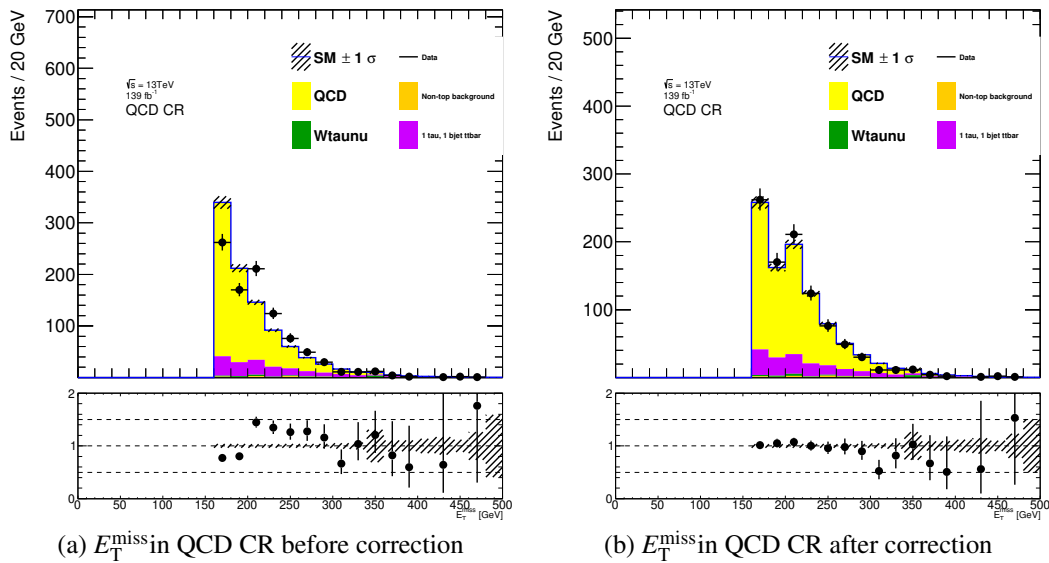 Events / 20 GeV
700
600
500
400
300
200
100
√s = 13TeV
139 fb⁻¹
QCD CR
SM ± 1 σ
Data
QCD
Non-top background
Wtaunu
1 tau, 1 bjet ttbar
2
1
0
0 50 100 150 200 250 300 350 400 450 500
E_T^miss [GeV]
(a) E_T^miss in QCD CR before correction
Events / 20 GeV
500
400
300
200
100
√s = 13TeV
139 fb⁻¹
QCD CR
SM ± 1 σ
Data
QCD
Non-top background
Wtaunu
1 tau, 1 bjet ttbar
2
1
0
0 50 100 150 200 250 300 350 400 450 500
E_T^miss [GeV]
(b) E_T^miss in QCD CR after correction